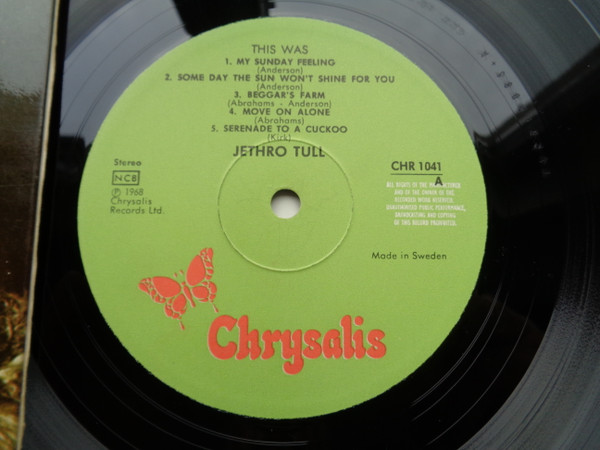 THIS WAS
1. MY SUNDAY FEELING
(Anderson)
2. SOME DAY THE SUN WON'T SHINE FOR YOU
(Anderson)
3. BEGGAR'S FARM
(Abrahams - Anderson)
4. MOVE ON ALONE
(Abrahams)
5. SERENADE TO A CUCKOO
(Kirk)
JETHRO TULL
Stereo
NCB
℗ 1968
Chrysalis
Records Ltd.
CHR 1041
A
ALL RIGHTS OF THE PRODUCER
AND OF THE OWNER OF THE
RECORDED WORK RESERVED.
UNAUTHORISED PUBLIC PERFORMANCE,
BROADCASTING AND COPYING
OF THIS RECORD PROHIBITED.
Made in Sweden
Chrysalis